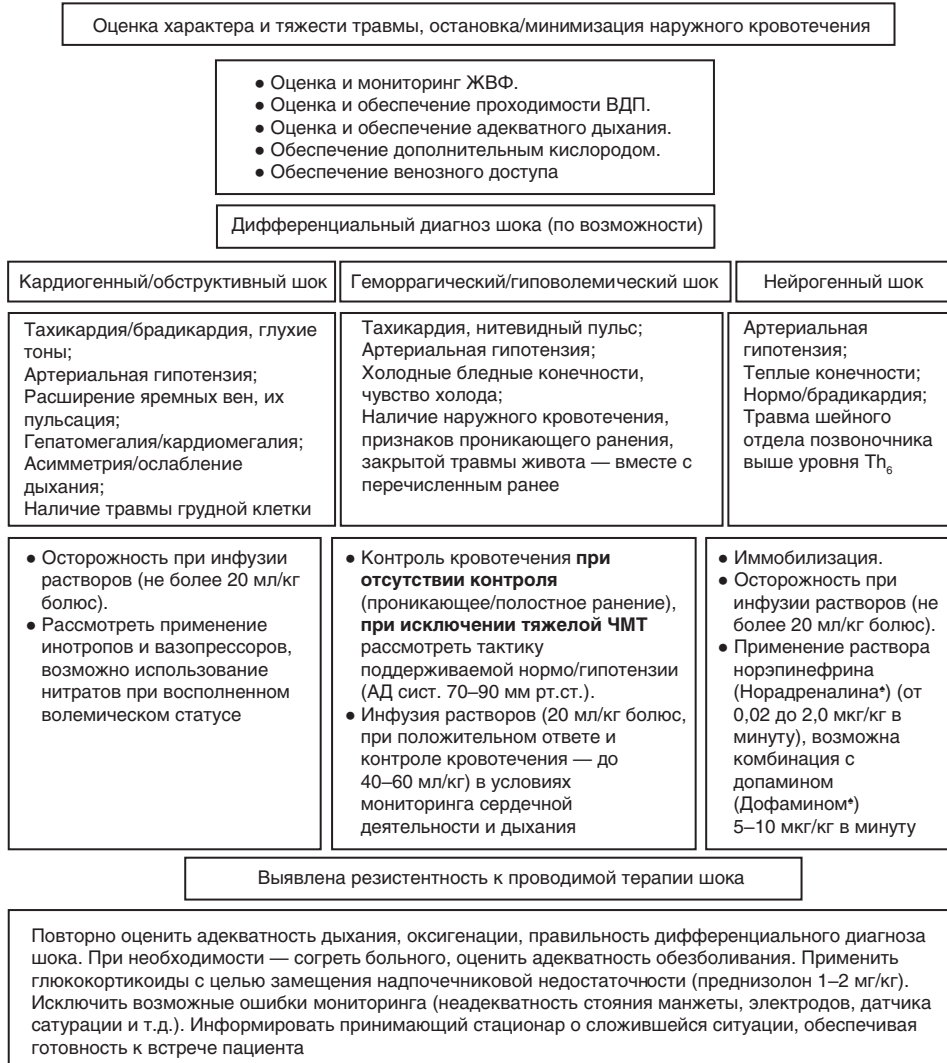 Оценка характера и тяжести травмы, остановка/минимизация наружного кровотечения
● Оценка и мониторинг ЖВФ.
● Оценка и обеспечение проходимости ВДП.
● Оценка и обеспечение адекватного дыхания.
● Обеспечение дополнительным кислородом.
● Обеспечение венозного доступа
Дифференциальный диагноз шока (по возможности)
Кардиогенный/обструктивный шок
Тахикардия/брадикардия, глухие
тоны;
Артериальная гипотензия;
Расширение яремных вен, их
пульсация;
Гепатомегалия/кардиомегалия;
Асимметрия/ослабление
дыхания;
Наличие травмы грудной клетки
● Осторожность при инфузии
растворов (не более 20 мл/кг
болюс).
● Рассмотреть применение
инотропов и вазопрессоров,
возможно использование
нитратов при восполненном
волемическом статусе
Геморрагический/гиповолемический шок
Тахикардия, нитевидный пульс;
Артериальная гипотензия;
Холодные бледные конечности,
чувство холода;
Наличие наружного кровотечения,
признаков проникающего ранения,
закрытой травмы живота — вместе с
перечисленным ранее
● Контроль кровотечения при
отсутствии контроля
(проникающее/полостное ранение),
при исключении тяжелой ЧМТ
рассмотреть тактику
поддерживаемой нормо/гипотензии
(АД сист. 70–90 мм рт.ст.).
● Инфузия растворов (20 мл/кг болюс,
при положительном ответе и
контроле кровотечения — до
40–60 мл/кг) в условиях
мониторинга сердечной
деятельности и дыхания
Нейрогенный шок
Артериальная
гипотензия;
Теплые конечности;
Нормо/брадикардия;
Травма шейного
отдела позвоночника
выше уровня Th₆
● Иммобилизация.
● Осторожность при
инфузии растворов (не
более 20 мл/кг болюс).
● Применение раствора
норэпинефрина
(Норадреналина♠) (от
0,02 до 2,0 мкг/кг в
минуту), возможна
комбинация с
допамином
(Дофамином♠)
5–10 мкг/кг в минуту
Выявлена резистентность к проводимой терапии шока
Повторно оценить адекватность дыхания, оксигенации, правильность дифференциального диагноза
шока. При необходимости — согреть больного, оценить адекватность обезболивания. Применить
глюкокортикоиды с целью замещения надпочечниковой недостаточности (преднизолон 1–2 мг/кг).
Исключить возможные ошибки мониторинга (неадекватность стояния манжеты, электродов, датчика
сатурации и т.д.). Информировать принимающий стационар о сложившейся ситуации, обеспечивая
готовность к встрече пациента